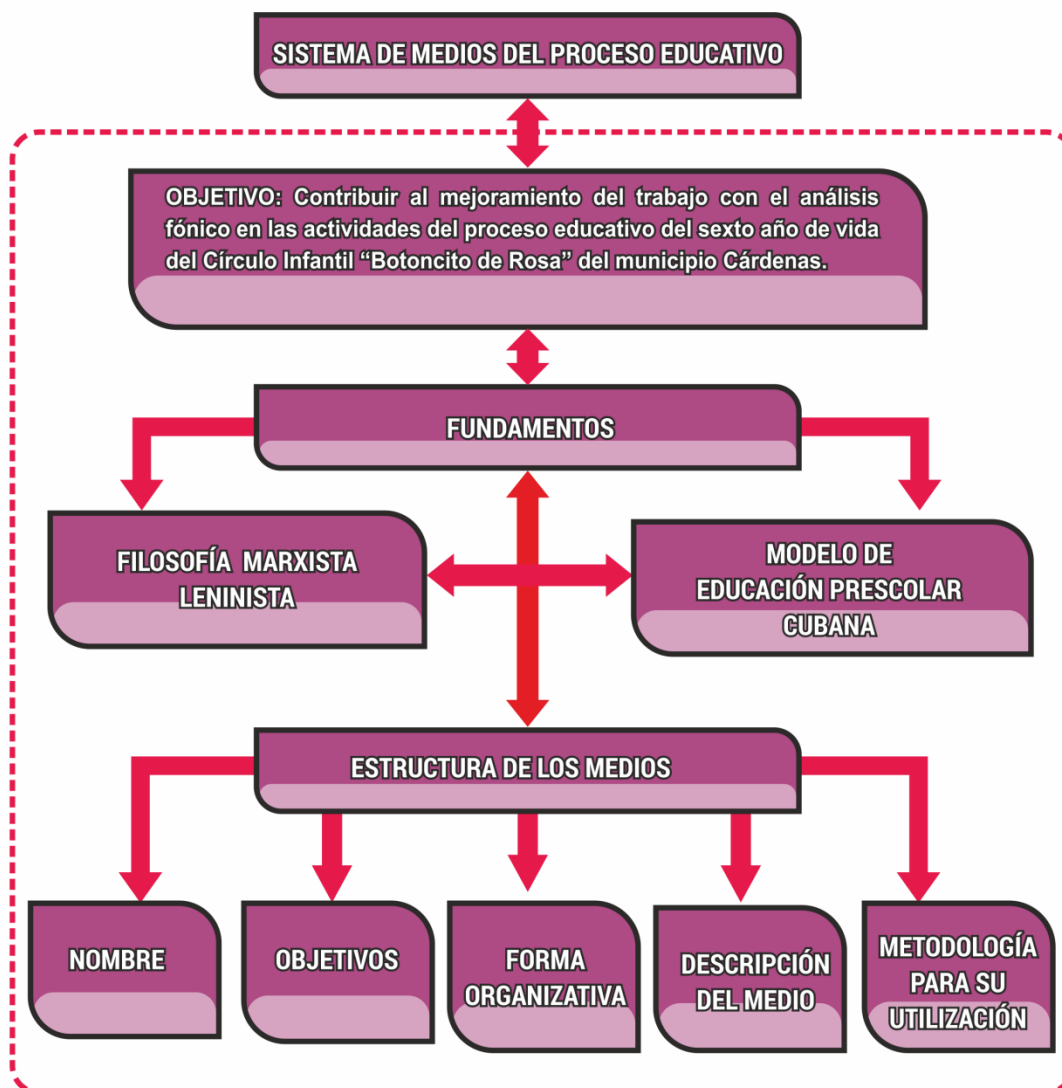 SISTEMA DE MEDIOS DEL PROCESO EDUCATIVO
OBJETIVO: Contribuir al mejoramiento del trabajo con el análisis
fónico en las actividades del proceso educativo del sexto año de vida
del Círculo Infantil “Botoncito de Rosa” del municipio Cárdenas.
FUNDAMENTOS
FILOSOFÍA MARXISTA
LENINISTA
MODELO DE
EDUCACIÓN PRESCOLAR
CUBANA
ESTRUCTURA DE LOS MEDIOS
NOMBRE
OBJETIVOS
FORMA
ORGANIZATIVA
DESCRIPCIÓN
DEL MEDIO
METODOLOGÍA
PARA SU
UTILIZACIÓN